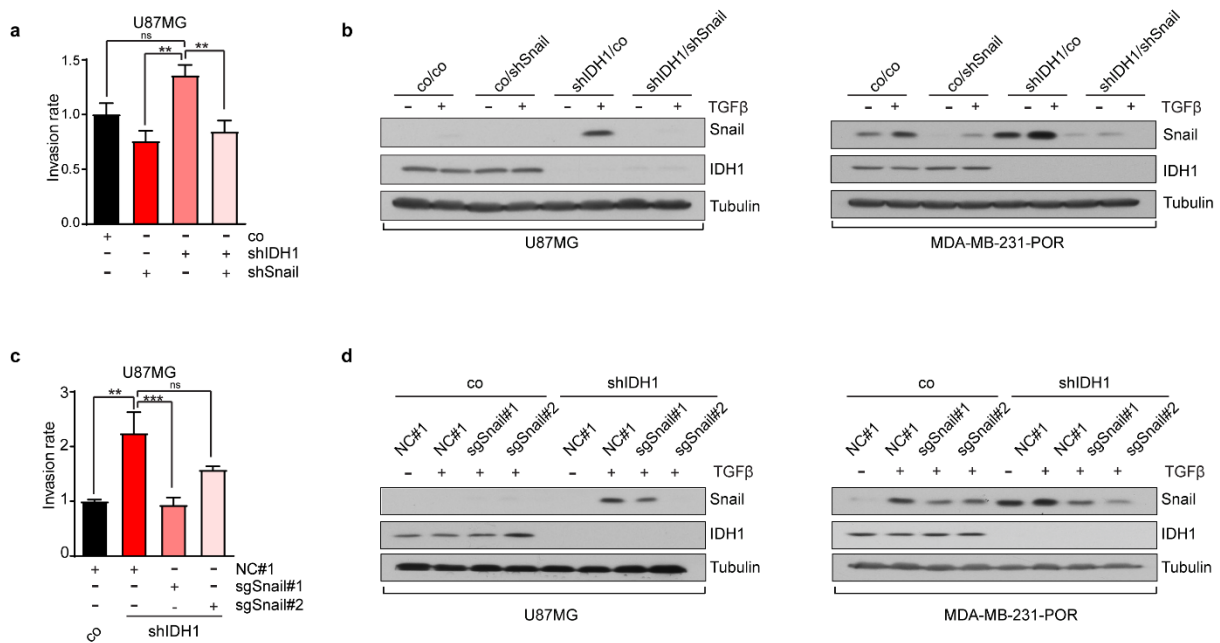 a
U87MG
ns
** **
1.5
1.0
0.5
0.0
Invasion rate
+ - - - co
- - + + shIDH1
- + - + shSnail
b
co/co co/shSnail shIDH1/co shIDH1/shSnail
- + - + - + - + TGFβ
Snail
IDH1
Tubulin
U87MG
co/co co/shSnail shIDH1/co shIDH1/shSnail
- + - + - + - + TGFβ
Snail
IDH1
Tubulin
MDA-MB-231-POR
c
U87MG
ns
** ***
3
2
1
0
Invasion rate
+ + - - NC#1
- - + - sgSnail#1
- - - + sgSnail#2
co shIDH1
d
co shIDH1
NC#1 NC#1 sgSnail#1 sgSnail#2 NC#1 NC#1 sgSnail#1 sgSnail#2
- + + + - + + + TGFβ
Snail
IDH1
Tubulin
U87MG
co shIDH1
NC#1 NC#1 sgSnail#1 sgSnail#2 NC#1 NC#1 sgSnail#1 sgSnail#2
- + + + - + + + TGFβ
Snail
IDH1
Tubulin
MDA-MB-231-POR